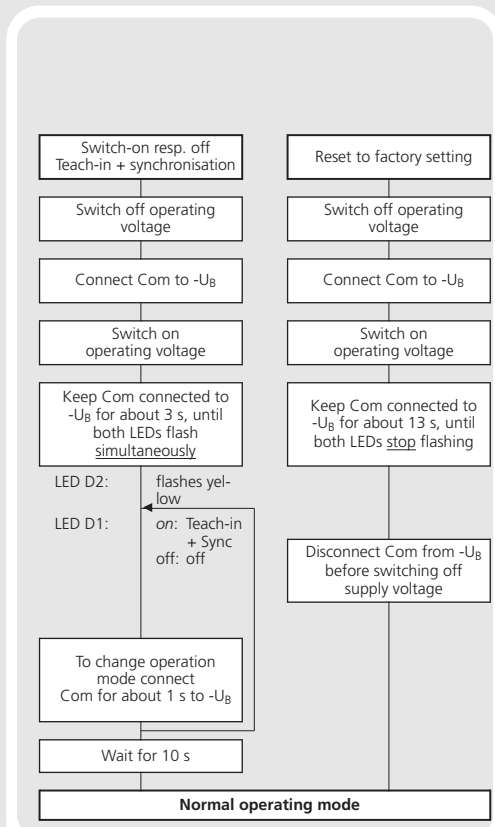 Switch-on resp. off
Teach-in + synchronisation
Switch off operating
voltage
Connect Com to -UB
Switch on
operating voltage
Keep Com connected to
-UB for about 3 s, until
both LEDs flash
simultaneously
LED D2: flashes yel-
low
LED D1: on: Teach-in
+ Sync
off: off
To change operation
mode connect
Com for about 1 s to -UB
Wait for 10 s
Reset to factory setting
Switch off operating
voltage
Connect Com to -UB
Switch on
operating voltage
Keep Com connected to
-UB for about 13 s, until
both LEDs stop flashing
Disconnect Com from -UB
before switching off
supply voltage
Normal operating mode